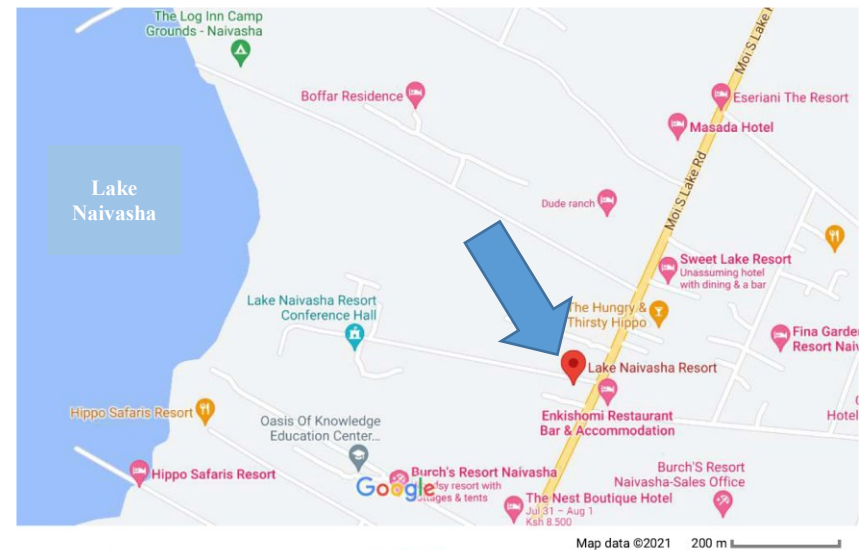 The Log Inn Camp
Grounds - Naivasha
Boffar Residence
Moi S Lake R
Eseriani The Resort
Masada Hotel
Lake
Naivasha
Dude ranch
Moi S Lake Rd
Sweet Lake Resort
Unassuming hotel
with dining & a bar
Lake Naivasha Resort
Conference Hall
The Hungry &
Thirsty Hippo
Fina Garde
Resort Naiv
Lake Naivasha Resort
Hippo Safaris Resort
Oasis Of Knowledge
Education Center...
Enkishomi Restaurant
Bar & Accommodation
Hotel
Hippo Safaris Resort
Burch's Resort Naivasha
resort with
& tents
Google
Burch'S Resort
Naivasha-Sales Office
The Nest Boutique Hotel
Jul 31 – Aug 1
Ksh 8,500
Map data ©2021 200 m